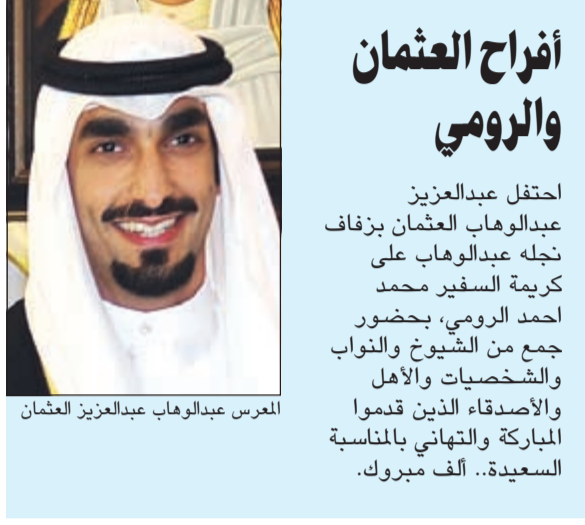 أفراح العثمان
والرومي
احتفل عبدالعزيز
عبدالوهاب العثمان بزفاف
نجله عبدالوهاب على
كريمة السفير محمد
احمد الرومي، بحضور
جمع من الشيوخ والنواب
والشخصيات والأهل
والأصدقاء الذين قدموا
المباركة والتهاني بالمناسبة
السعيدة.. ألف مبروك.
المعرس عبدالوهاب عبدالعزيز العثمان